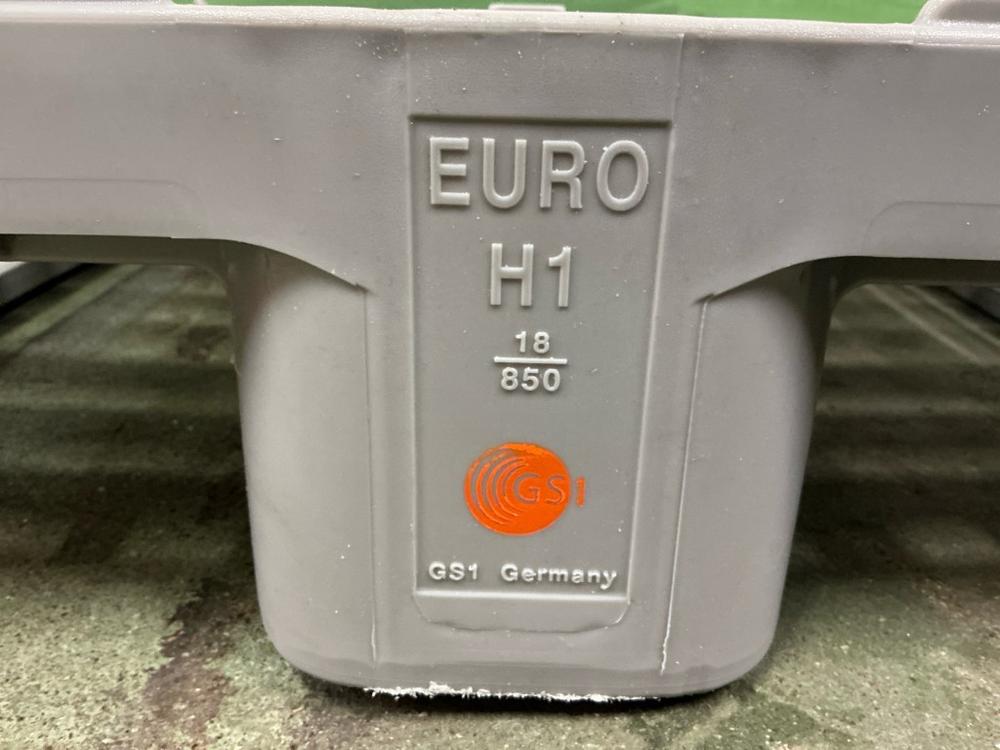 EURO
H1
18
850
GS1
GS1 Germany